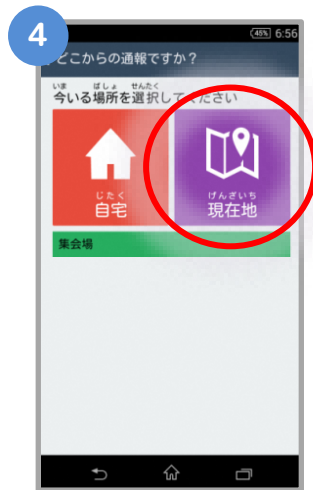 4
45% 6:56
どこからの通報ですか？
いま ばしょ せんたく
今いる場所を選択してください
じたく
自宅
げんざいち
現在地
集会場